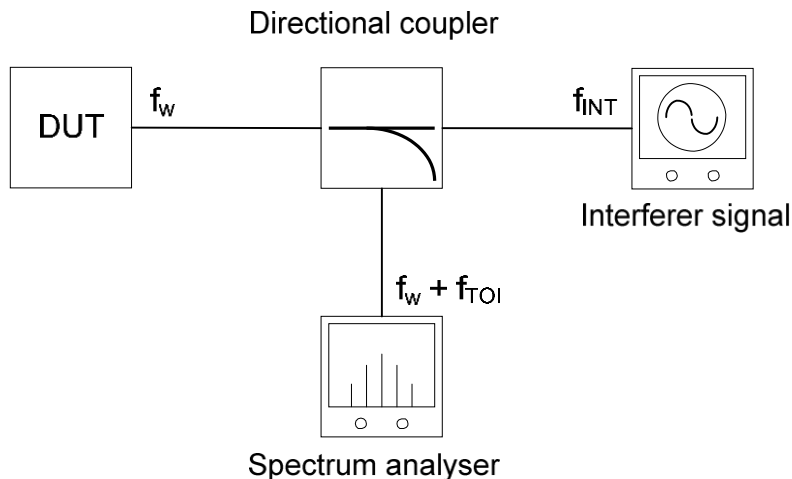 Directional coupler
DUT
fw
fINT
Interferer signal
fw + fTOI
Spectrum analyser